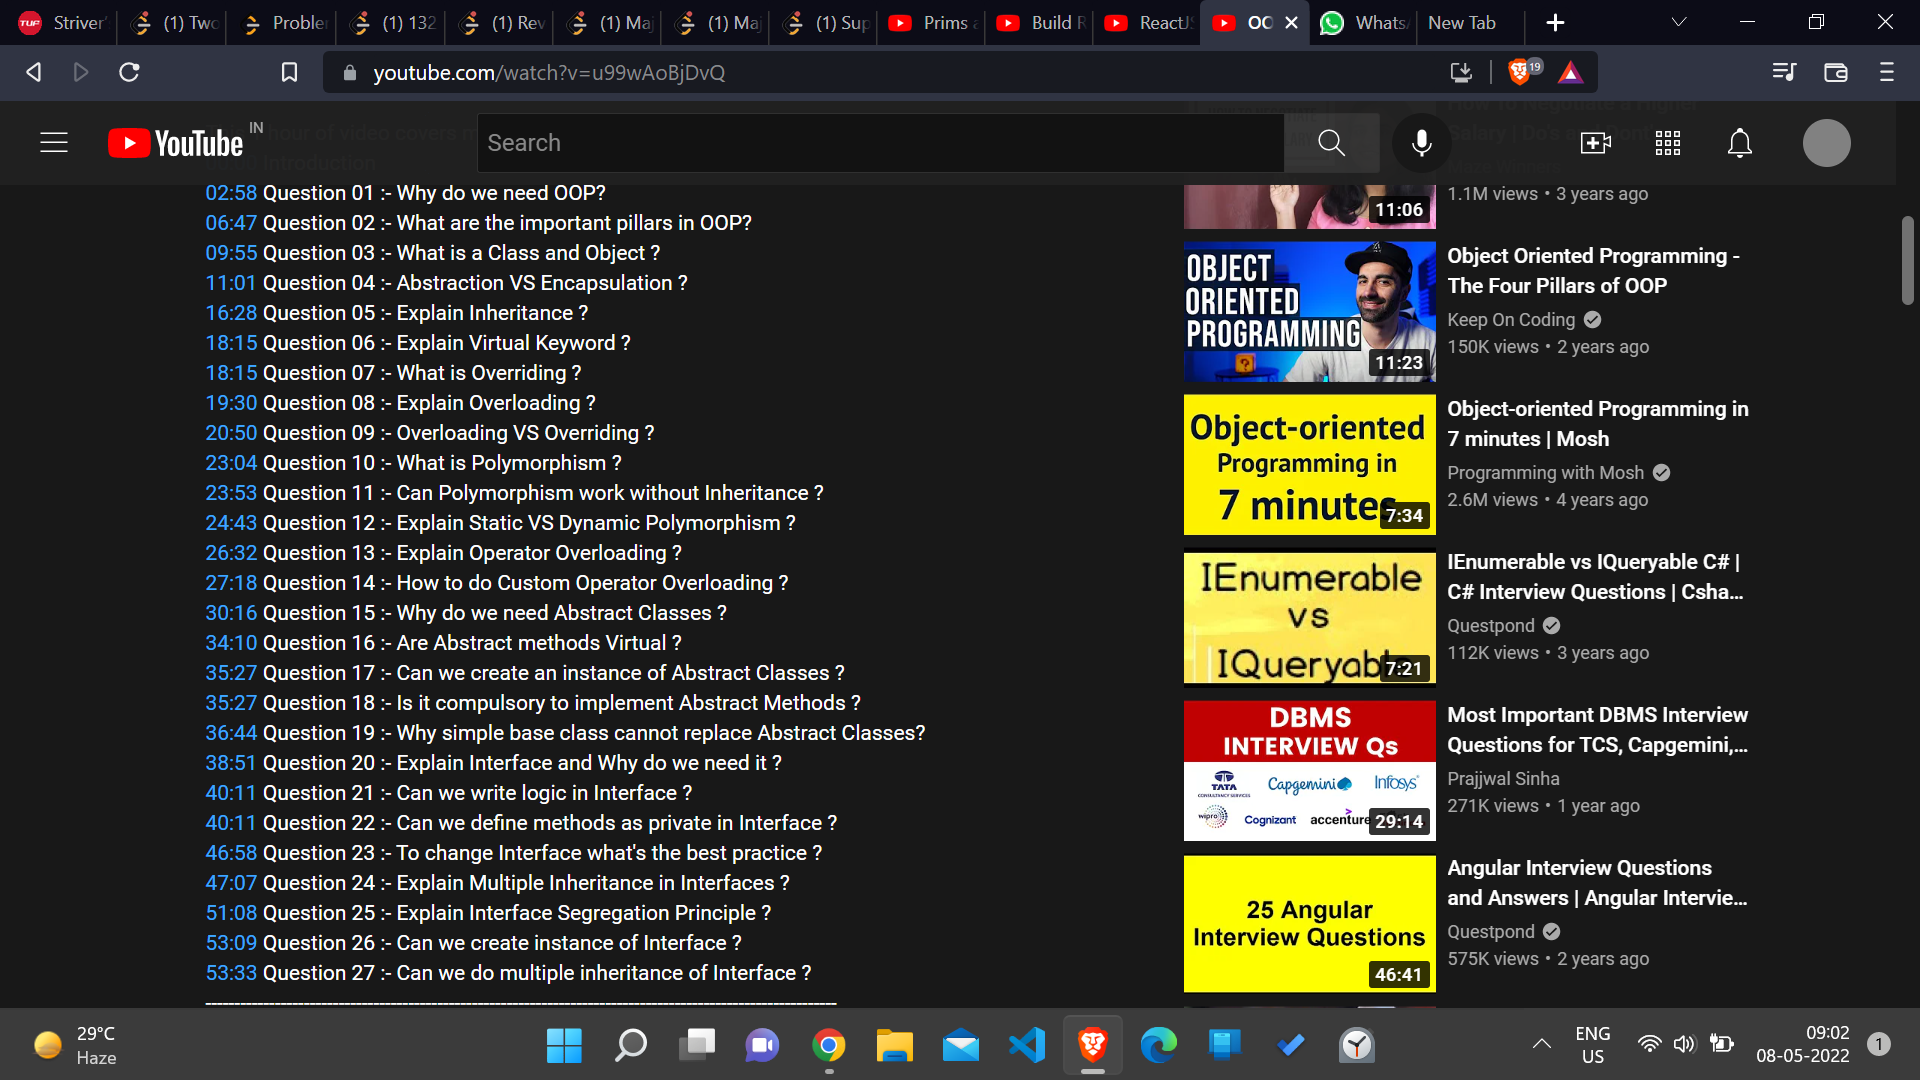 TUF Striver'
(1) Two
Problem
(1) 132
(1) Rev
(1) Maj
(1) Maj
(1) Sup
Prims a
Build R
ReactJS
OO
WhatsA
New Tab
youtube.com/watch?v=u99wAoBjDvQ
19
hour of video covers
Introduction
YouTube IN
Search
02:58 Question 01 :- Why do we need OOP?
06:47 Question 02 :- What are the important pillars in OOP?
09:55 Question 03 :- What is a Class and Object ?
11:01 Question 04 :- Abstraction VS Encapsulation ?
16:28 Question 05 :- Explain Inheritance ?
18:15 Question 06 :- Explain Virtual Keyword ?
18:15 Question 07 :- What is Overriding ?
19:30 Question 08 :- Explain Overloading ?
20:50 Question 09 :- Overloading VS Overriding ?
23:04 Question 10 :- What is Polymorphism ?
23:53 Question 11 :- Can Polymorphism work without Inheritance ?
24:43 Question 12 :- Explain Static VS Dynamic Polymorphism ?
26:32 Question 13 :- Explain Operator Overloading ?
27:18 Question 14 :- How to do Custom Operator Overloading ?
30:16 Question 15 :- Why do we need Abstract Classes ?
34:10 Question 16 :- Are Abstract methods Virtual ?
35:27 Question 17 :- Can we create an instance of Abstract Classes ?
35:27 Question 18 :- Is it compulsory to implement Abstract Methods ?
36:44 Question 19 :- Why simple base class cannot replace Abstract Classes?
38:51 Question 20 :- Explain Interface and Why do we need it ?
40:11 Question 21 :- Can we write logic in Interface ?
40:11 Question 22 :- Can we define methods as private in Interface ?
46:58 Question 23 :- To change Interface what's the best practice ?
47:07 Question 24 :- Explain Multiple Inheritance in Interfaces ?
51:08 Question 25 :- Explain Interface Segregation Principle ?
53:09 Question 26 :- Can we create instance of Interface ?
53:33 Question 27 :- Can we do multiple inheritance of Interface ?
How To Negotiate a Higher
Salary | Do's
11:06
1.1M views • 3 years ago
OBJECT
ORIENTED
PROGRAMMING
11:23
Object Oriented Programming -
The Four Pillars of OOP
Keep On Coding
150K views • 2 years ago
Object-oriented
Programming in
7 minutes
7:34
Object-oriented Programming in
7 minutes | Mosh
Programming with Mosh
2.6M views • 4 years ago
IEnumerable
vs
IQueryable
7:21
IEnumerable vs IQueryable C# |
C# Interview Questions | Csha...
Questpond
112K views • 3 years ago
DBMS
INTERVIEW Qs
TATA
CONSULTANCY SERVICES
Capgemini
Infosys
wipro
Cognizant
accenture
29:14
Most Important DBMS Interview
Questions for TCS, Capgemini,...
Prajjwal Sinha
271K views • 1 year ago
25 Angular
Interview Questions
46:41
Angular Interview Questions
and Answers | Angular Intervie...
Questpond
575K views • 2 years ago
29°C
Haze
ENG
US
09:02
08-05-2022
1